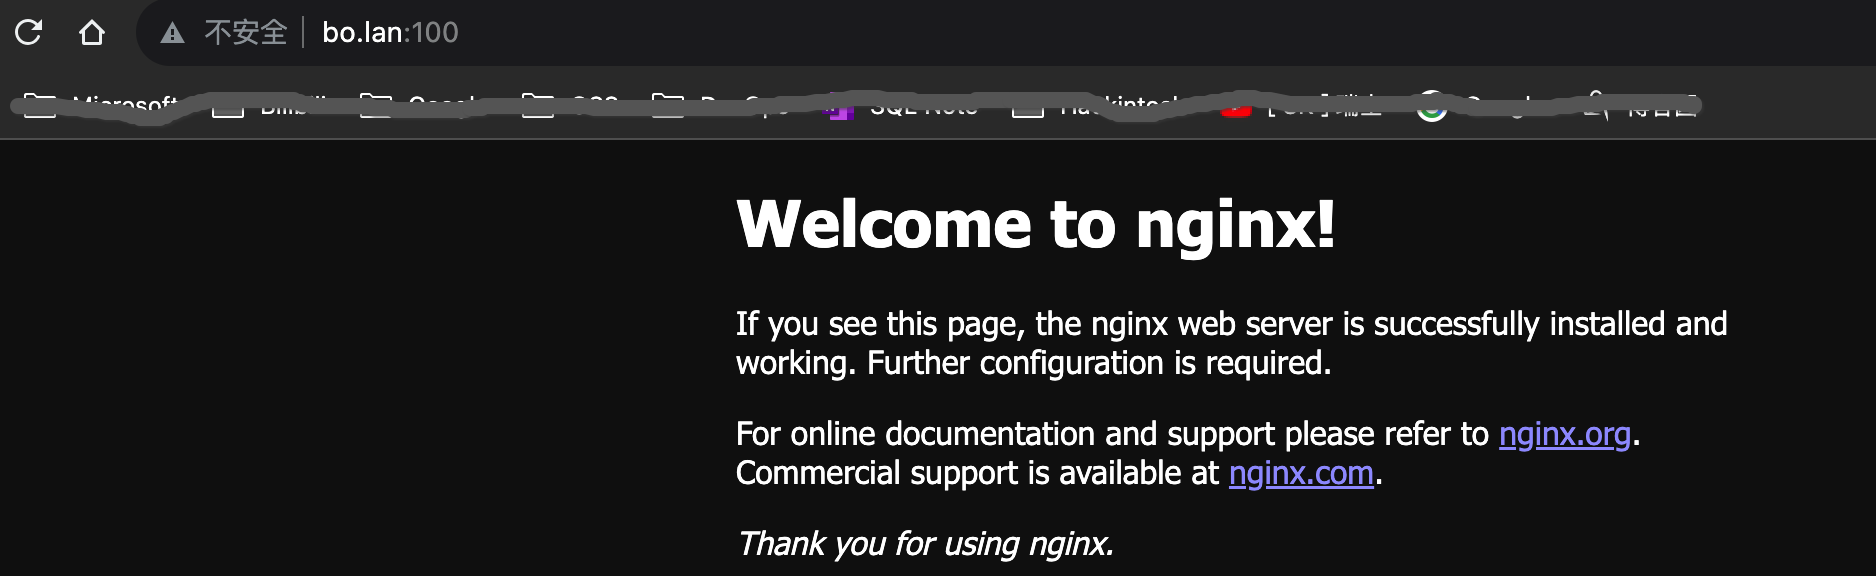 不安全 bo.lan:100
Microsoft
Welcome to nginx!
If you see this page, the nginx web server is successfully installed and
working. Further configuration is required.
For online documentation and support please refer to nginx.org.
Commercial support is available at nginx.com.
Thank you for using nginx.